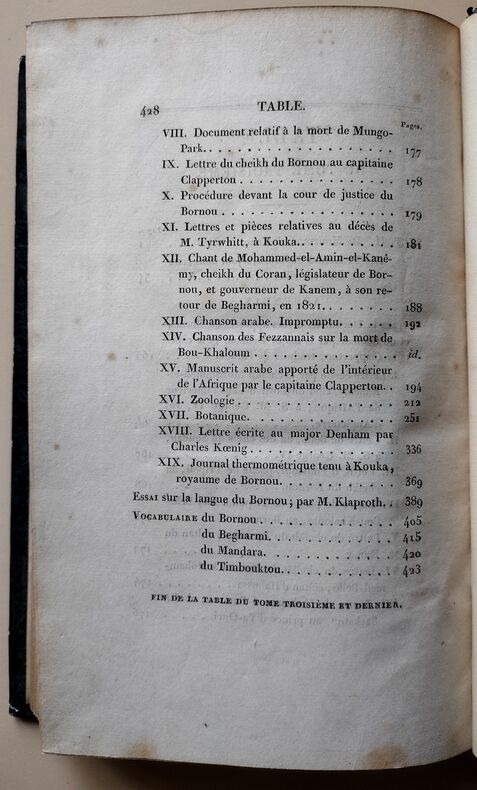 428 TABLE.
Pages.
VIII. Document relatif à la mort de Mungo-
Park. . . . . . . . . . . . . . . . . . . 177
IX. Lettre du cheikh du Bornou au capitaine
Clapperton . . . . . . . . . . . . . . . 178
X. Procédure devant la cour de justice du
Bornou . . . . . . . . . . . . . . . . . 179
XI. Lettres et pièces relatives au décès de
M. Tyrwhitt, à Kouka. . . . . . . . . . 181
XII. Chant de Mohammed-el-Amin-el-Kané-
my, cheikh du Coran, législateur de Bor-
nou, et gouverneur de Kanem, à son re-
tour de Begharmi, en 1821. . . . . . . . 188
XIII. Chanson arabe. Impromptu. . . . . . 192
XIV. Chanson des Fezzannais sur la mort de
Bou-Khaloum . . . . . . . . . . . . . . id.
XV. Manuscrit arabe apporté de l'intérieur
de l'Afrique par le capitaine Clapperton. . 194
XVI. Zoologie . . . . . . . . . . . . . . . 212
XVII. Botanique. . . . . . . . . . . . . . 251
XVIII. Lettre écrite au major Denham par
Charles Kœnig . . . . . . . . . . . . . . 336
XIX. Journal thermométrique tenu à Kouka,
royaume de Bornou. . . . . . . . . . . . 369
Essai sur la langue du Bornou; par M. Klaproth. . 389
Vocabulaire du Bornou . . . . . . . . . . . . . 405
du Begharmi. . . . . . . . . . . . 415
du Mandara. . . . . . . . . . . . 420
du Timbouktou. . . . . . . . . . . 423
FIN DE LA TABLE DU TOME TROISIÈME ET DERNIER.